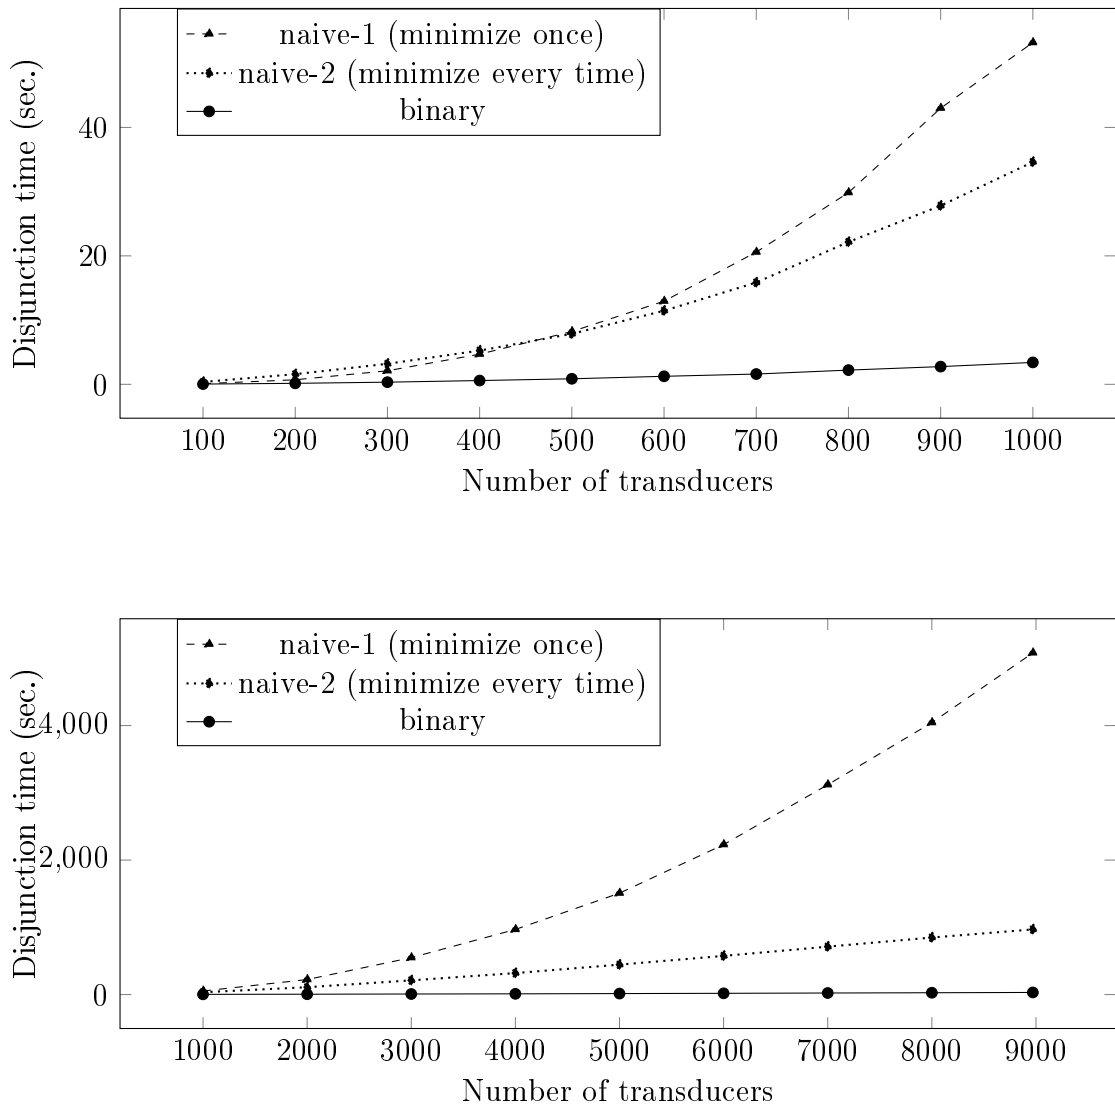 naive-1 (minimize once)
naive-2 (minimize every time)
binary
Disjunction time (sec.)
40
20
0
100 200 300 400 500 600 700 800 900 1000
Number of transducers
naive-1 (minimize once)
naive-2 (minimize every time)
binary
Disjunction time (sec.)
4,000
2,000
0
1000 2000 3000 4000 5000 6000 7000 8000 9000
Number of transducers